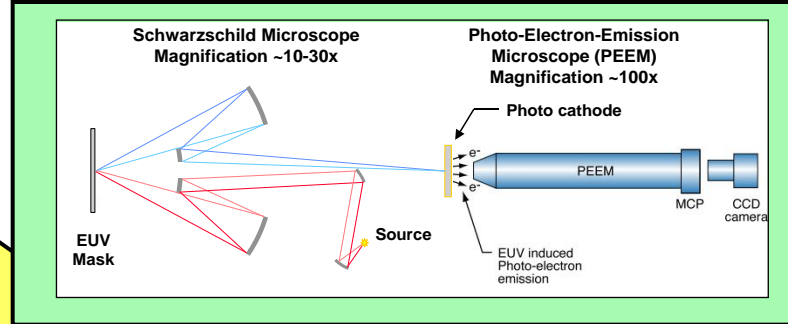 Schwarzschild Microscope
Magnification ~10-30x
Photo-Electron-Emission
Microscope (PEEM)
Magnification ~100x
Photo cathode
e-
e-
PEEM
MCP
CCD
camera
EUV
Mask
Source
EUV induced
Photo-electron
emission